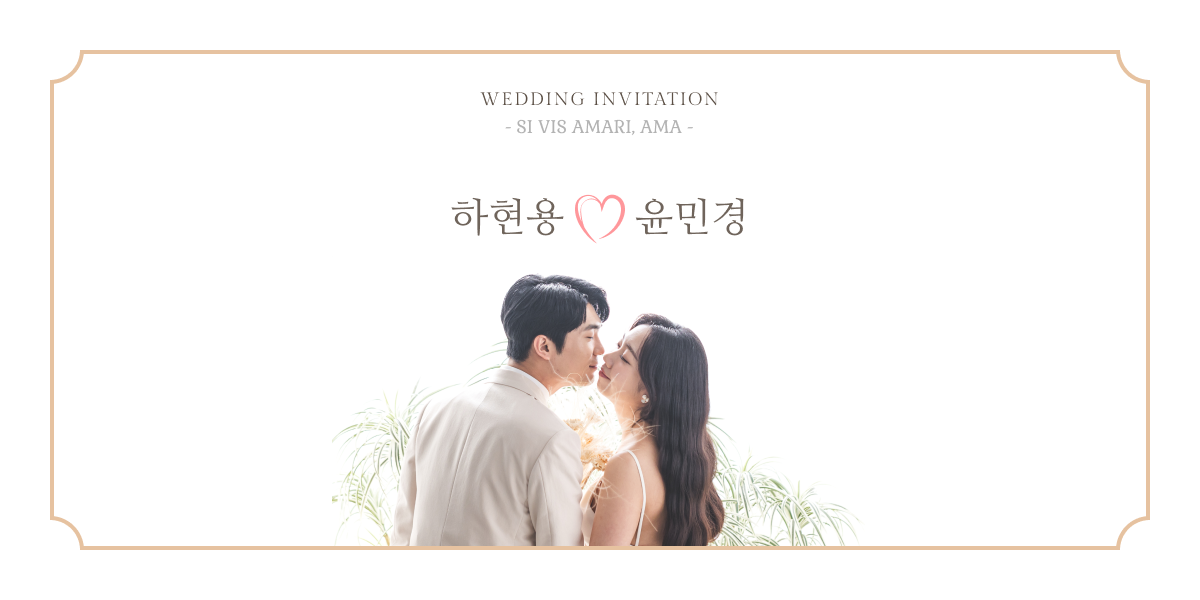 WEDDING INVITATION
- SI VIS AMARI, AMA -
하현용 윤민경